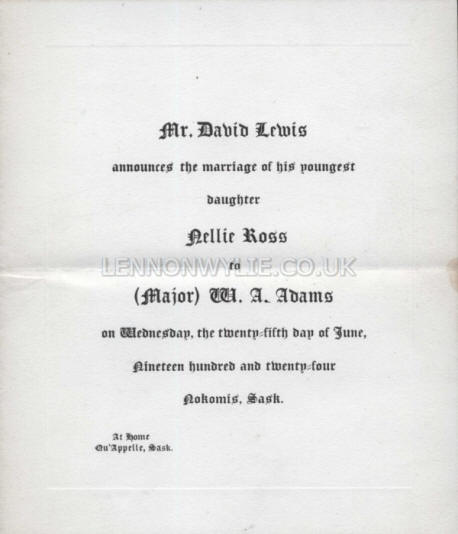 Mr. David Lewis
announces the marriage of his youngest
daughter
Nellie Ross
to
LENNONWYLIE.CO.UK
(Major) W. A. Adams
on Wednesday, the twenty-fifth day of June,
Nineteen hundred and twenty-four
Nokomis, Sask.
At Home
Qu'Appelle, Sask.